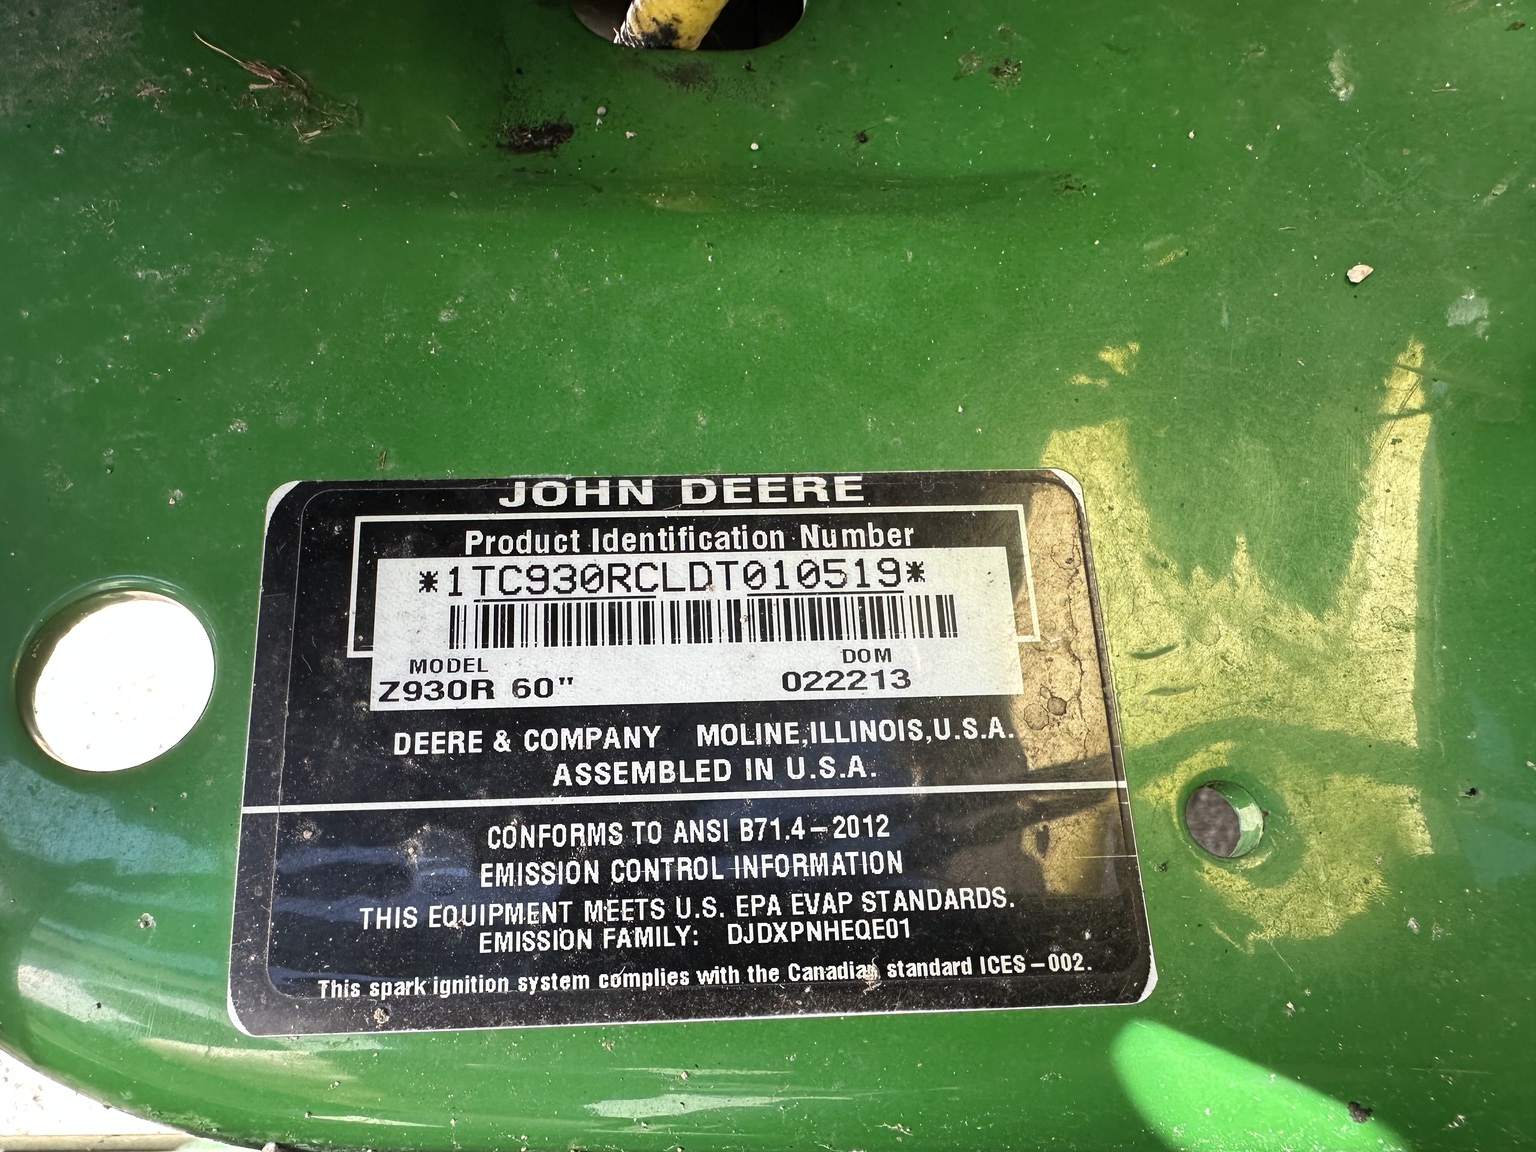 JOHN DEERE
Product Identification Number
*1TC930RCLDT010519*
MODEL DOM
Z930R 60" 022213
DEERE & COMPANY MOLINE,ILLINOIS,U.S.A.
ASSEMBLED IN U.S.A.
CONFORMS TO ANSI B71.4-2012
EMISSION CONTROL INFORMATION
THIS EQUIPMENT MEETS U.S. EPA EVAP STANDARDS.
EMISSION FAMILY: DJDXPNHEQE01
This spark ignition system complies with the Canadian standard ICES-002.